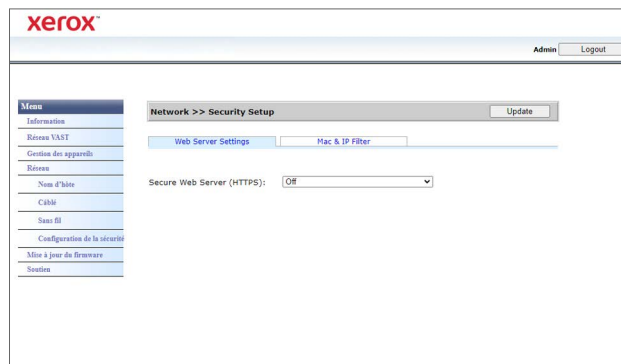 xerox™
Admin Logout
Menu
Information
Réseau VAST
Gestion des appareils
Réseau
Nom d'hôte
Câblé
Sans fil
Configuration de la sécurité
Mise à jour du firmware
Soutien
Network >> Security Setup Update
Web Server Settings Mac & IP Filter
Secure Web Server (HTTPS): Off